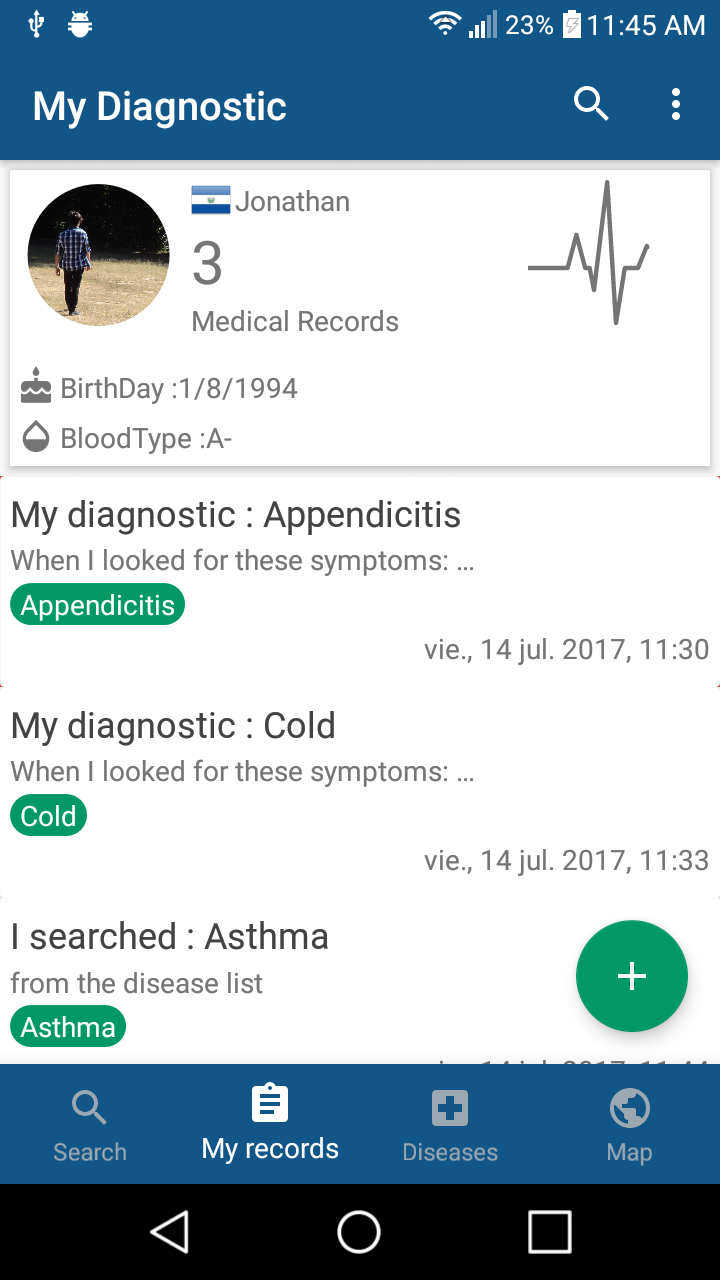 23% 11:45 AM
My Diagnostic
Jonathan
3
Medical Records
BirthDay :1/8/1994
BloodType :A-
My diagnostic : Appendicitis
When I looked for these symptoms: ...
Appendicitis
vie., 14 jul. 2017, 11:30
My diagnostic : Cold
When I looked for these symptoms: ...
Cold
vie., 14 jul. 2017, 11:33
I searched : Asthma
from the disease list
Asthma
Search
My records
Diseases
Map